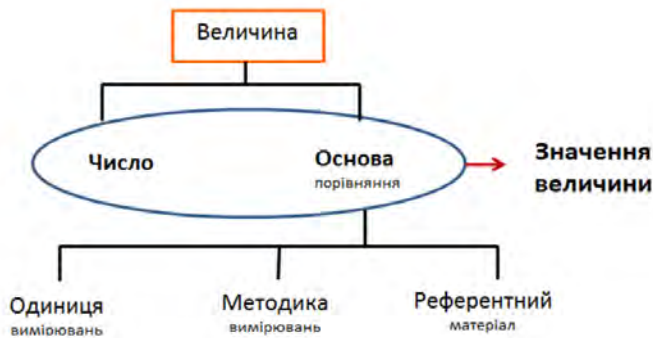 Величина
Число
Основа
порівняння
Значення
величини
Одиниця
вимірювань
Методика
вимірювань
Референтний
матеріал